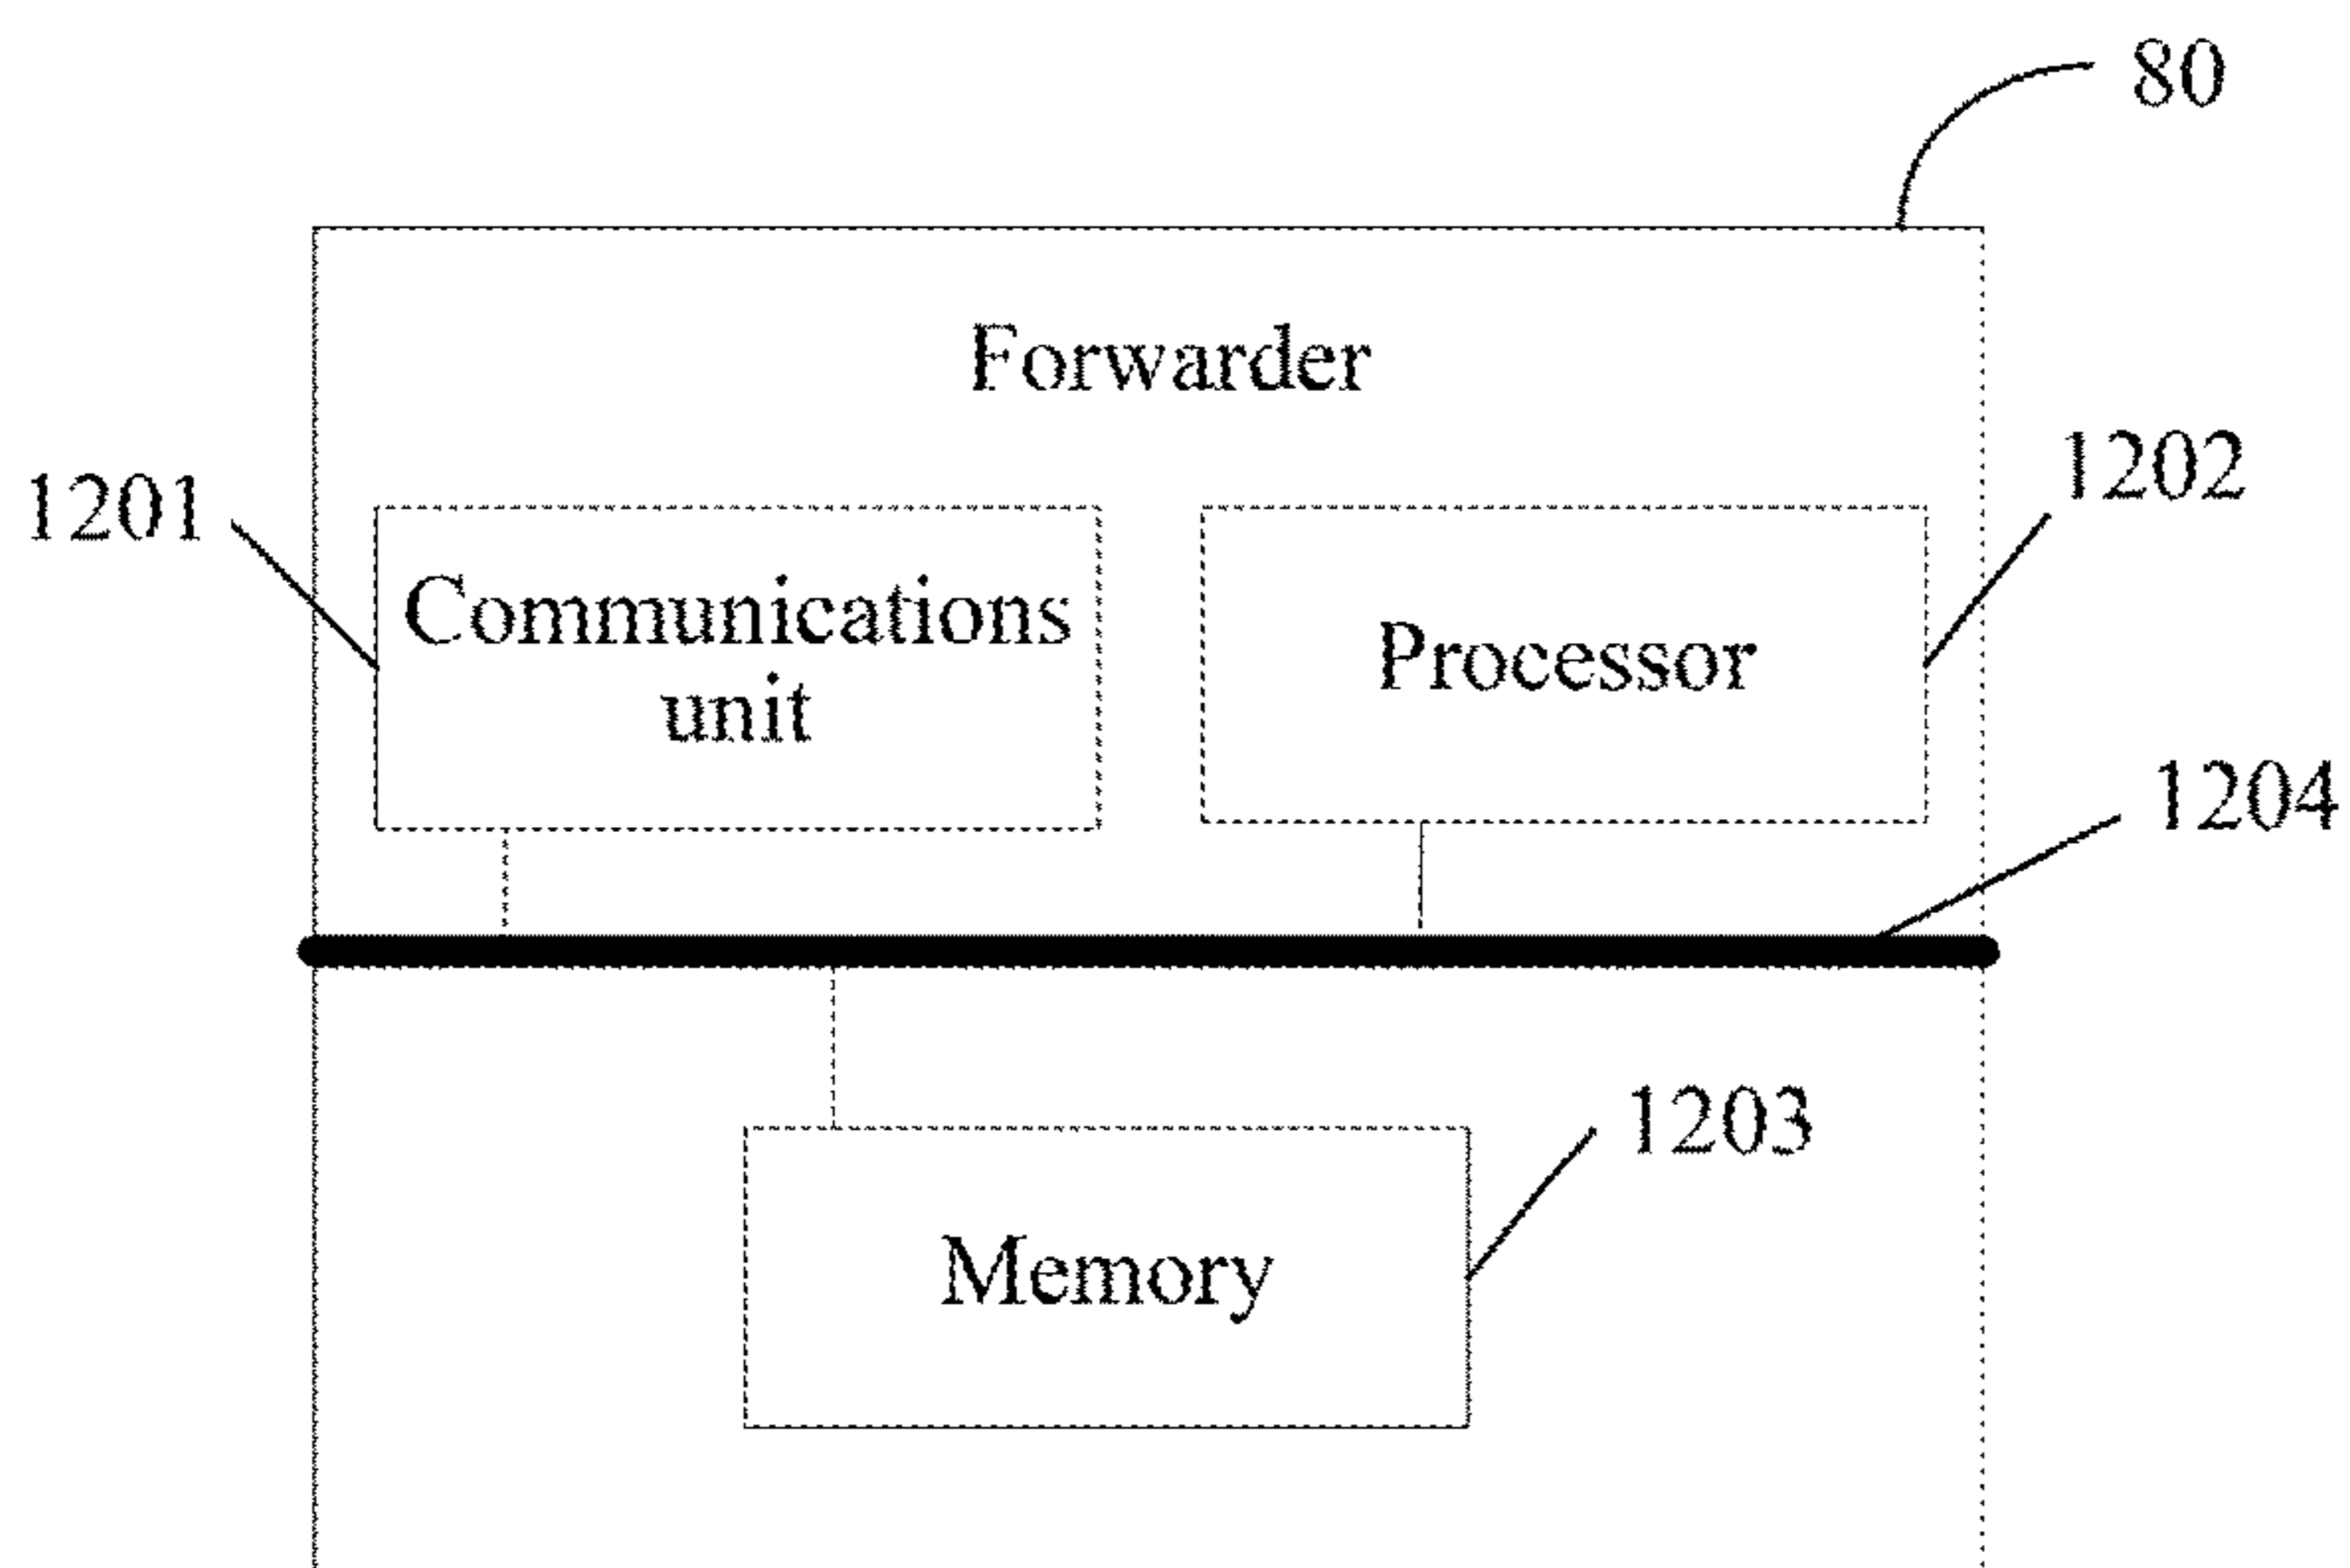 80
Forwarder
1202
1201
Communications
unit
Processor
1204
1203
Memory